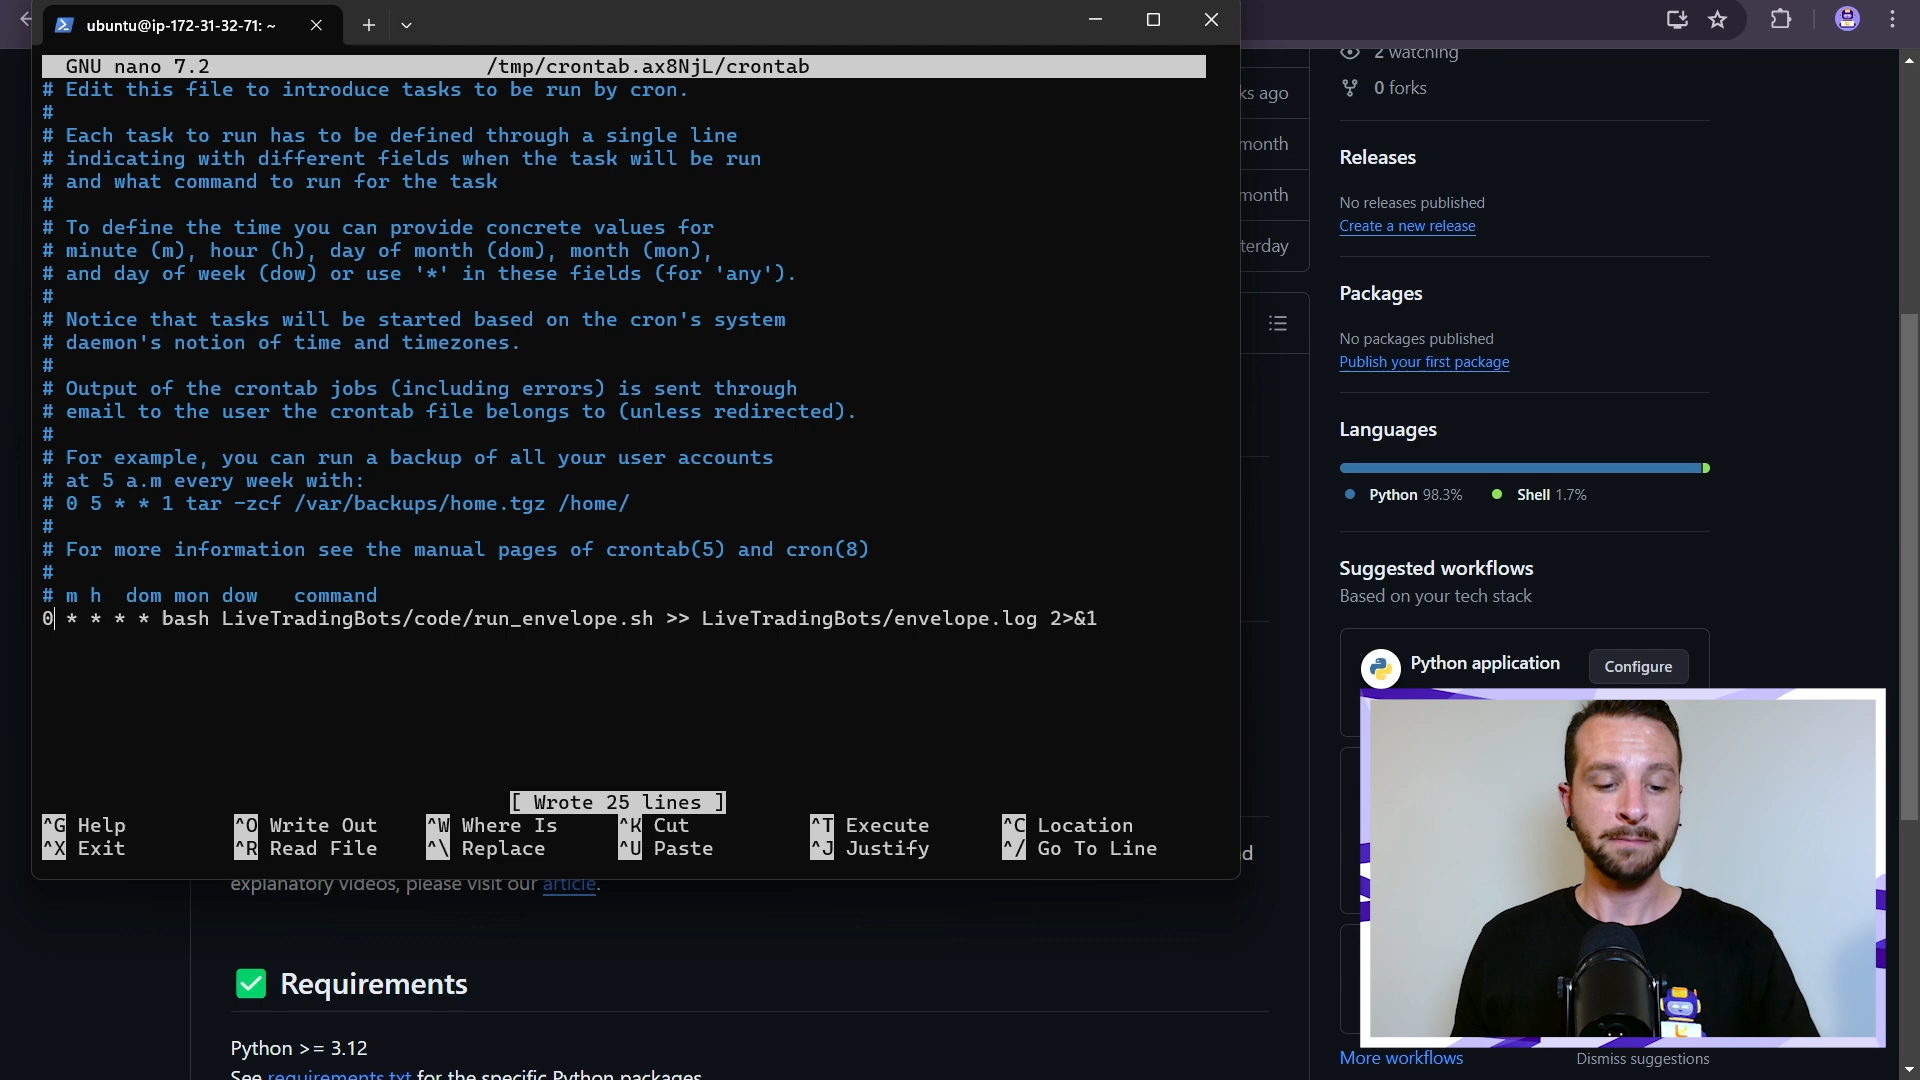 ubuntu@ip-172-31-32-71: ~
GNU nano 7.2 /tmp/crontab.ax8NjL/crontab
# Edit this file to introduce tasks to be run by cron.
#
# Each task to run has to be defined through a single line
# indicating with different fields when the task will be run
# and what command to run for the task
#
# To define the time you can provide concrete values for
# minute (m), hour (h), day of month (dom), month (mon),
# and day of week (dow) or use '*' in these fields (for 'any').
#
# Notice that tasks will be started based on the cron's system
# daemon's notion of time and timezones.
#
# Output of the crontab jobs (including errors) is sent through
# email to the user the crontab file belongs to (unless redirected).
#
# For example, you can run a backup of all your user accounts
# at 5 a.m every week with:
# 0 5 * * 1 tar -zcf /var/backups/home.tgz /home/
#
# For more information see the manual pages of crontab(5) and cron(8)
#
# m h  dom mon dow   command
0 * * * * bash LiveTradingBots/code/run_envelope.sh >> LiveTradingBots/envelope.log 2>&1
[ Wrote 25 lines ]
^G Help ^O Write Out ^W Where Is ^K Cut ^T Execute ^C Location
^X Exit ^R Read File ^\ Replace ^U Paste ^J Justify ^/ Go To Line
ks ago
month
month
terday
d
explanatory videos, please visit our article.
Requirements
Python >= 3.12
See requirements.txt for the specific Python packages
2 watching
0 forks
Releases
No releases published
Create a new release
Packages
No packages published
Publish your first package
Languages
Python 98.3% Shell 1.7%
Suggested workflows
Based on your tech stack
Python application Configure
More workflows Dismiss suggestions